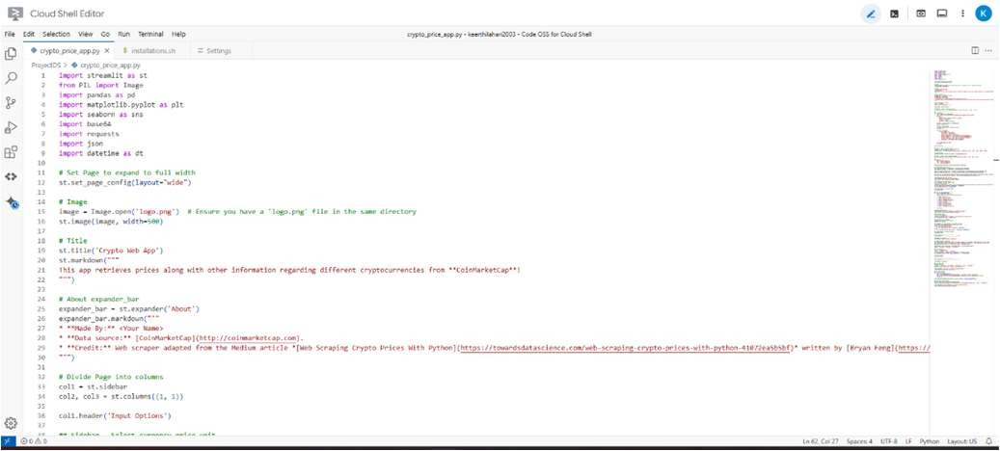 Cloud Shell Editor
K
File Edit Selection View Go Run Terminal Help
crypto_price_app.py - keerthilahari2003 - Code OSS for Cloud Shell
crypto_price_app.py × $ installations.sh Settings
ProjectDS > crypto_price_app.py
1 import streamlit as st
2 from PIL import Image
3 import pandas as pd
4 import matplotlib.pyplot as plt
5 import seaborn as sns
6 import base64
7 import requests
8 import json
9 import datetime as dt
10
11 # Set Page to expand to full width
12 st.set_page_config(layout="wide")
13
14 # Image
15 image = Image.open('logo.png') # Ensure you have a 'logo.png' file in the same directory
16 st.image(image, width=500)
17
18 # Title
19 st.title('Crypto Web App')
20 st.markdown("""
21 This app retrieves prices along with other information regarding different cryptocurrencies from **CoinMarketCap**!
22 """)
23
24 # About expander_bar
25 expander_bar = st.expander('About')
26 expander_bar.markdown("""
27 * **Made By:** <Your Name>
28 * **Data source:** [CoinMarketCap](http://coinmarketcap.com).
29 * **Credit:** Web scraper adapted from the Medium article *[Web Scraping Crypto Prices With Python](https://towardsdatascience.com/web-scraping-crypto-prices-with-python-41072ea5b5bf)* written by [Bryan Feng](https://
30 """)
31
32 # Divide Page into columns
33 col1 = st.sidebar
34 col2, col3 = st.columns((1, 1))
35
36 col1.header('Input Options')
37
Ln 62, Col 27 Spaces: 4 UTF-8 LF Python Layout: US
0 0